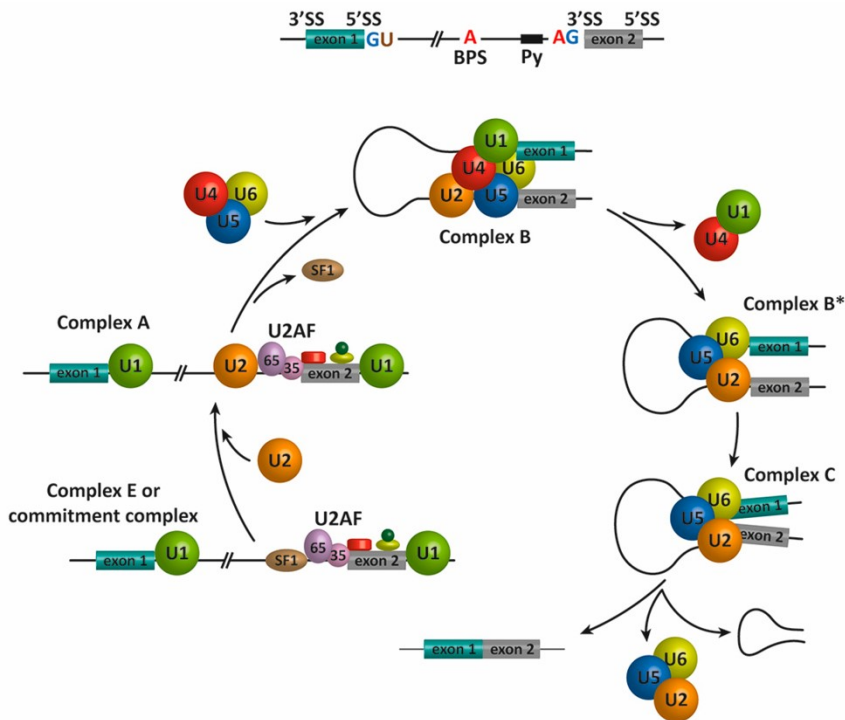 3'SS 5'SS 3'SS 5'SS
exon 1 GU A AG exon 2
BPS Py
U1 exon 1
U4 U6
U2 U5 exon 2
Complex B
U4 U6
U5
U1
U4
SF1
Complex A
U2AF
exon 1 U1 U2 65 35 exon 2 U1
Complex B*
U6
U5 exon 1
U2 exon 2
U2
Complex E or
commitment complex
U2AF
exon 1 U1 SF1 65 35 exon 2 U1
Complex C
U6 exon 1
U5
U2 exon 2
exon 1 exon 2
U6
U5
U2